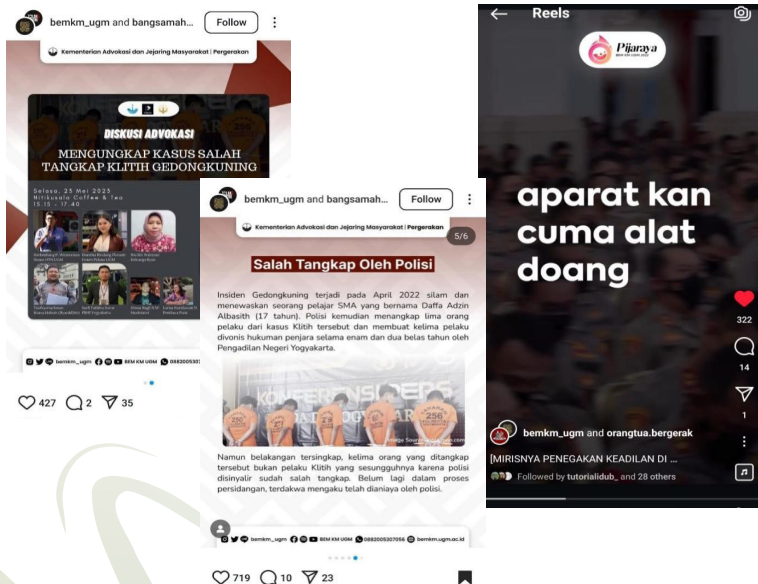 bemkm_ugm and bangsamah...
Follow
Kementerian Advokasi dan Jejaring Masyarakat | Pergerakan
DISKUSI ADVOKASI
MENGUNGKAP KASUS SALAH
TANGKAP KLITIH GEDONGKUNING
Selasa, 23 Mei 2023
Nitikusala Coffee & Tea
15.15 - 17.40
bemkm_ugm
BEM KM UGM
427
2
35
bemkm_ugm and bangsamah...
Follow
Kementerian Advokasi dan Jejaring Masyarakat | Pergerakan
5/6
Salah Tangkap Oleh Polisi
Insiden Gedongkuning terjadi pada April 2022 silam dan
menewaskan seorang pelajar SMA yang bernama Daffa Adzin
Albasith (17 tahun). Polisi kemudian menangkap lima orang
pelaku dari kasus Klitih tersebut dan membuat kelima pelaku
divonis hukuman penjara selama enam dan dua belas tahun oleh
Pengadilan Negeri Yogyakarta.
256
Namun belakangan tersingkap, kelima orang yang ditangkap
tersebut bukan pelaku Klitih yang sesungguhnya karena polisi
disinyalir sudah salah tangkap. Belum lagi dalam proses
persidangan, terdakwa mengaku telah dianiaya oleh polisi.
bemkm_ugm
BEM KM UGM
0882005307056
bemkm.ugm.ac.id
719
10
23
Reels
Pijaraya
aparat kan
cuma alat
doang
322
14
1
bemkm_ugm and orangtua.bergerak
[MIRISNYA PENEGAKAN KEADILAN DI ...
Followed by tutorialidub_ and 28 others